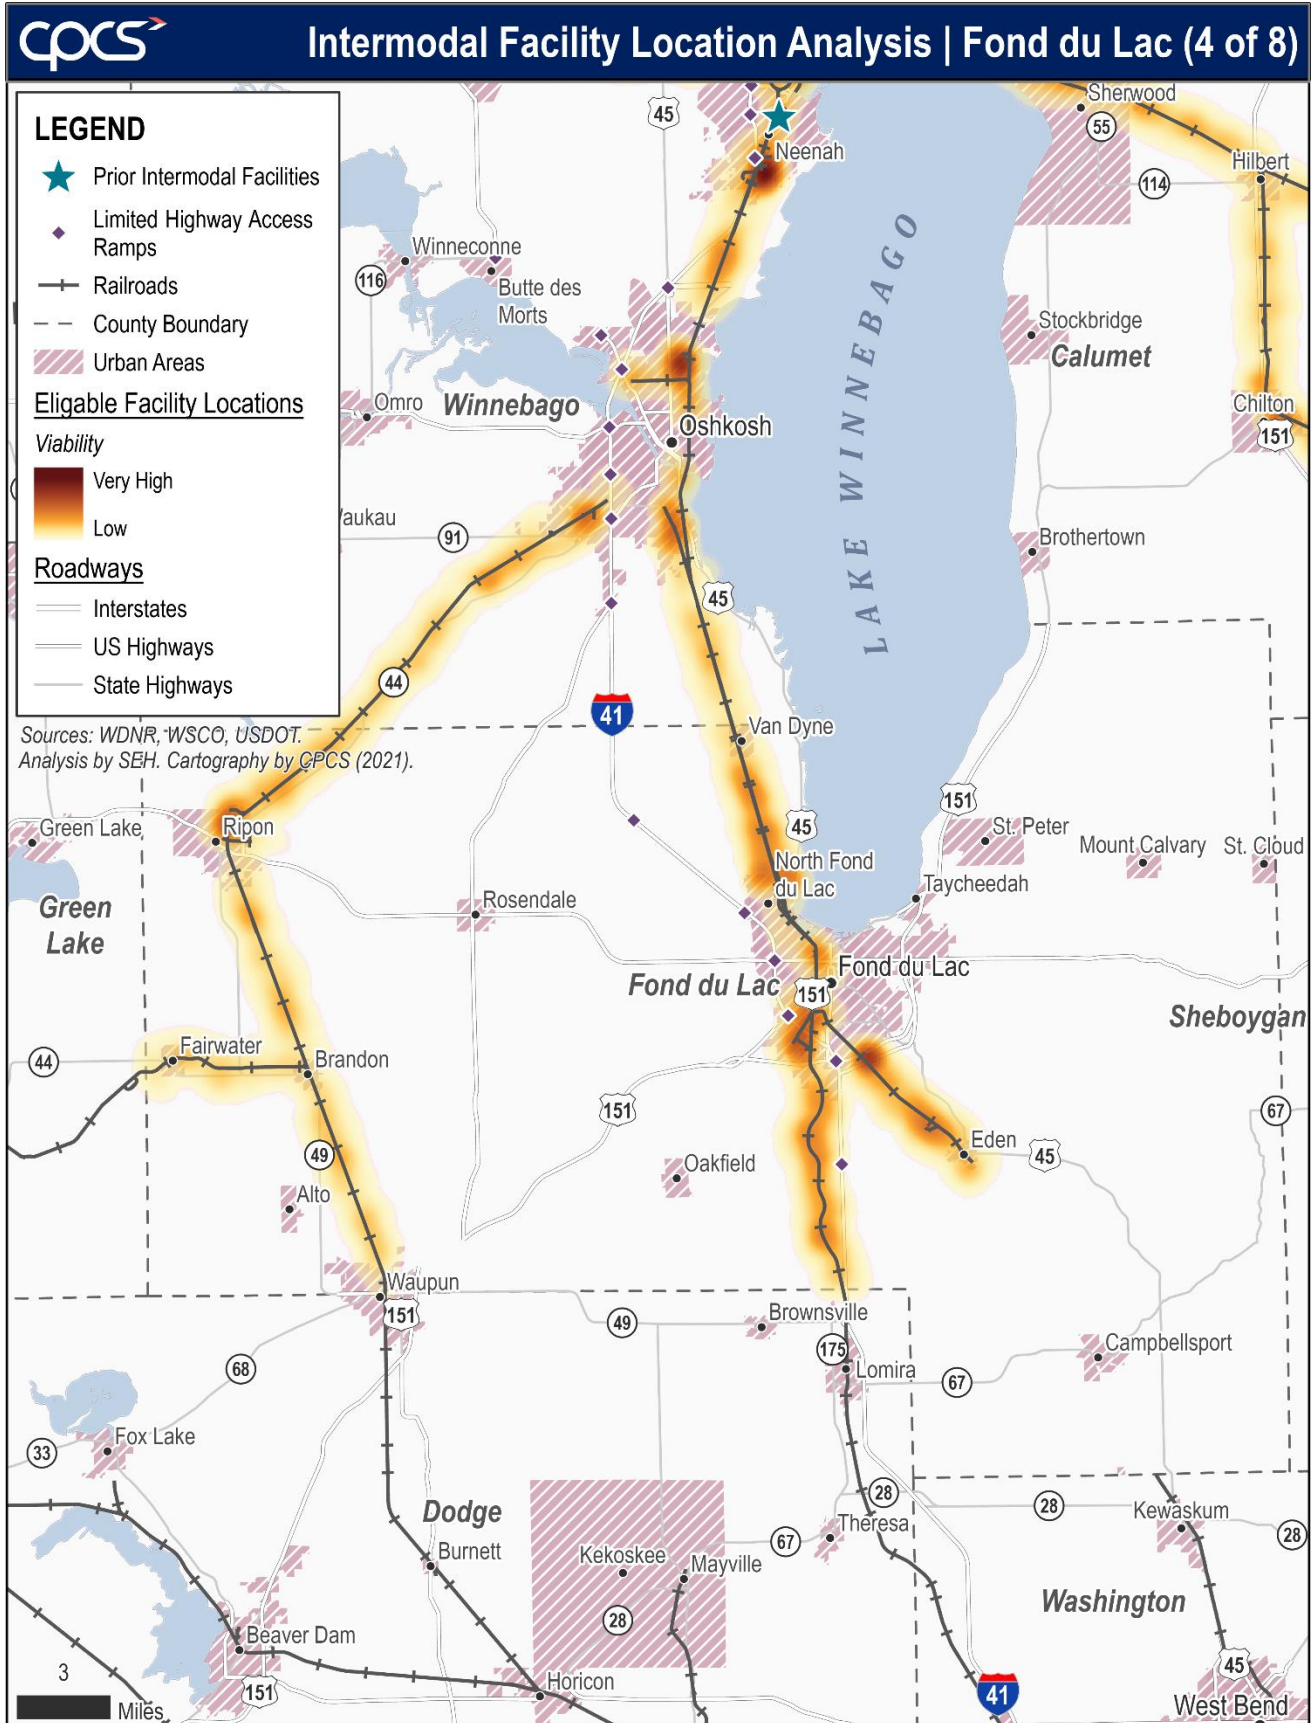 cpcs
Intermodal Facility Location Analysis | Fond du Lac (4 of 8)
LEGEND
Prior Intermodal Facilities
Limited Highway Access
Ramps
Railroads
County Boundary
Urban Areas
Eligable Facility Locations
Viability
Very High
Low
Roadways
Interstates
US Highways
State Highways
Sources: WDNR, WSCO, USDOT.
Analysis by SEH. Cartography by CPCS (2021).
45
Neenah
Sherwood
55
Hilbert
114
Winneconne
116
Butte des
Morts
Stockbridge
Calumet
Omro
Winnebago
Oshkosh
Chilton
151
LAKE WINNEBAGO
aukau
91
Brothertown
45
44
41
Van Dyne
151
45
St. Peter
Green Lake
Ripon
Mount Calvary
St. Cloud
North Fond
du Lac
Taycheedah
Green
Lake
Rosendale
Fond du Lac
Fond du Lac
151
Sheboygan
Fairwater
44
Brandon
151
67
49
Eden
45
Oakfield
Alto
Waupun
151
49
Brownsville
175
Campbellsport
68
Lomira
67
Fox Lake
33
Dodge
28
28
Kewaskum
28
Theresa
67
Burnett
Kekoskee
Mayville
28
Washington
Beaver Dam
45
3
Miles
151
Horicon
41
West Bend